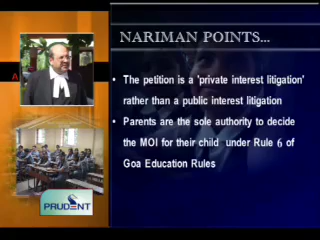 NARIMAN POINTS...
• The petition is a 'private interest litigation'
rather than a public interest litigation
• Parents are the sole authority to decide
the MOI for their child under Rule 6 of
Goa Education Rules
A
PRUDENT